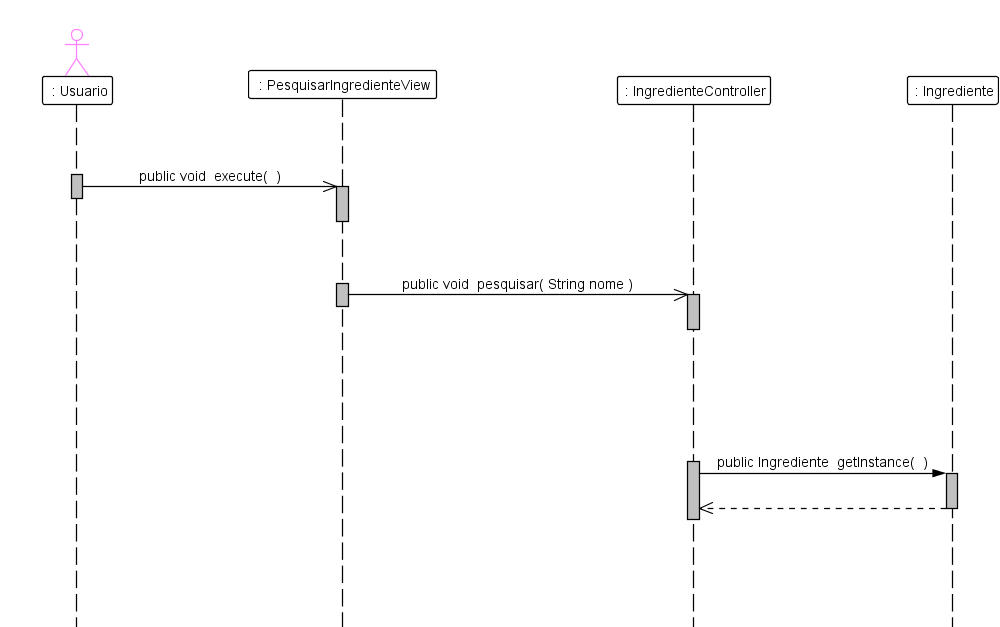 : Usuario
: PesquisarIngredienteView
: IngredienteController
: Ingrediente
public void  execute(  )
public void  pesquisar( String nome )
public Ingrediente  getInstance(  )